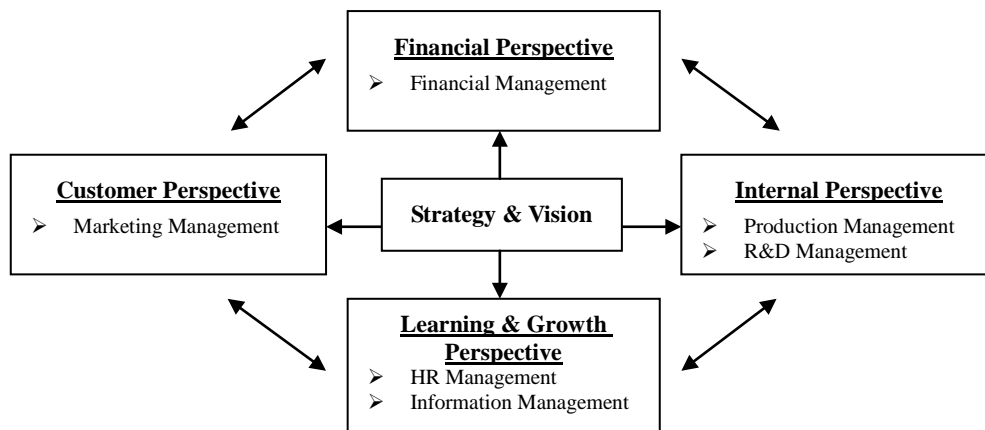 Financial Perspective
➢ Financial Management
Customer Perspective
➢ Marketing Management
Strategy & Vision
Internal Perspective
➢ Production Management
➢ R&D Management
Learning & Growth
Perspective
➢ HR Management
➢ Information Management